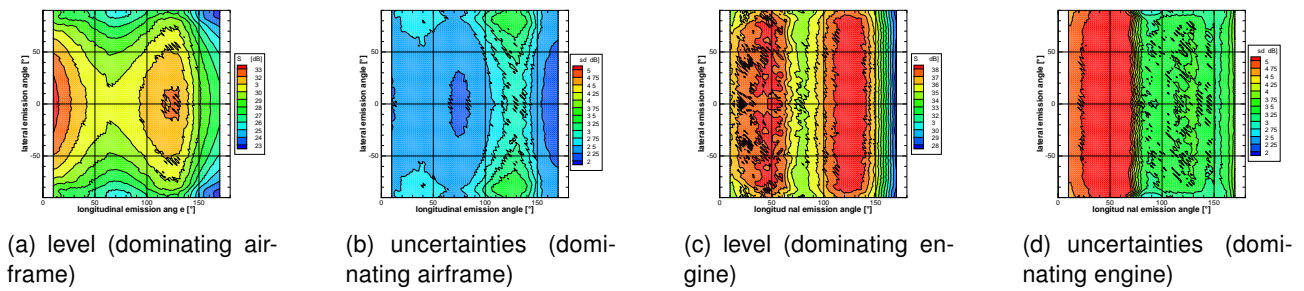 S [dB]
33
32
3
30
29
28
27
26
25
24
23
lateral emission angle [°]
50
0
-50
0 50 100 150
longitudinal emission ang e [°]
sd dB]
5
4 75
4 5
4 25
4
3 75
3 5
3 25
3
2 75
2 5
2 25
2
lateral emission angle [°]
50
0
-50
0 50 100 150
longitudinal emission angle [°]
S [dB]
38
37
36
35
34
33
32
31
30
29
28
lateral emission angle [°]
50
0
-50
0 50 100 150
longitud nal emission angle [°]
sd dB]
5
4 75
4 5
4 25
4
3 75
3 5
3 25
3
2 75
2 5
2 25
2
lateral emission angle [°]
50
0
-50
0 50 100 150
longitud nal emission angle [°]
(a) level (dominating air-
frame)
(b) uncertainties (domi-
nating airframe)
(c) level (dominating en-
gine)
(d) uncertainties (domi-
nating engine)